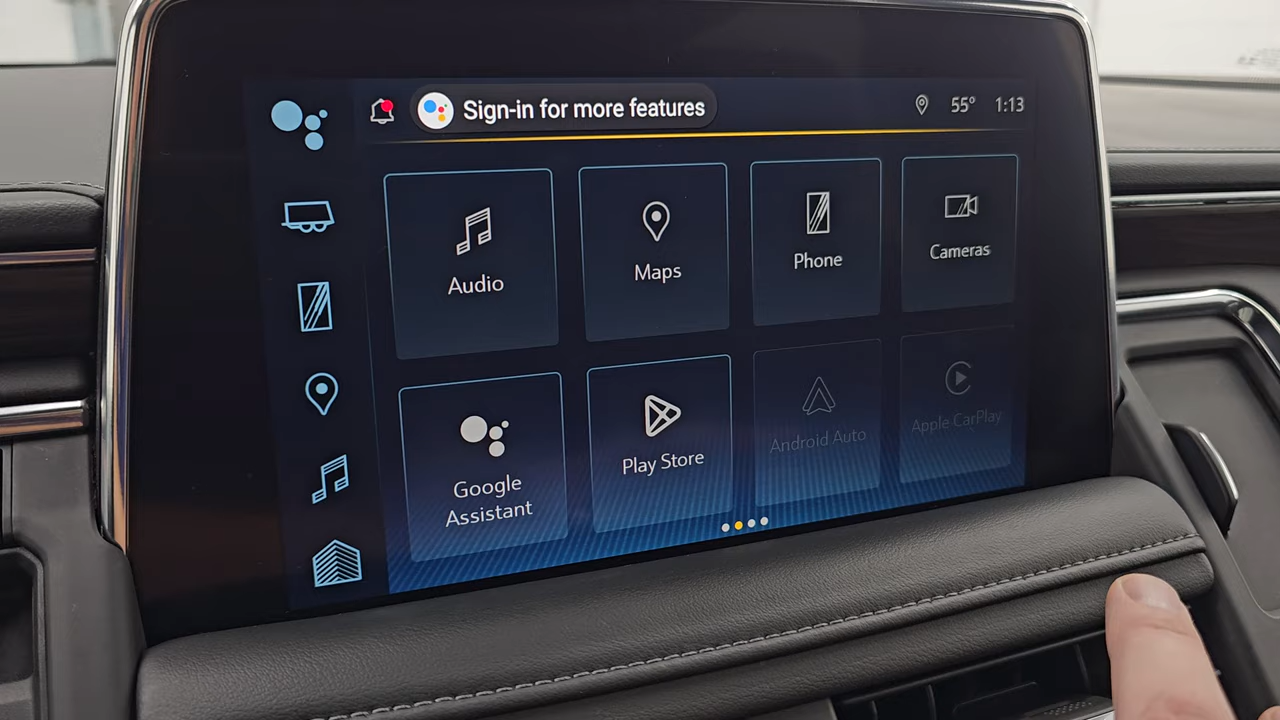 Sign-in for more features
55° 1:13
Audio
Maps
Phone
Cameras
Google
Assistant
Play Store
Android Auto
Apple CarPlay